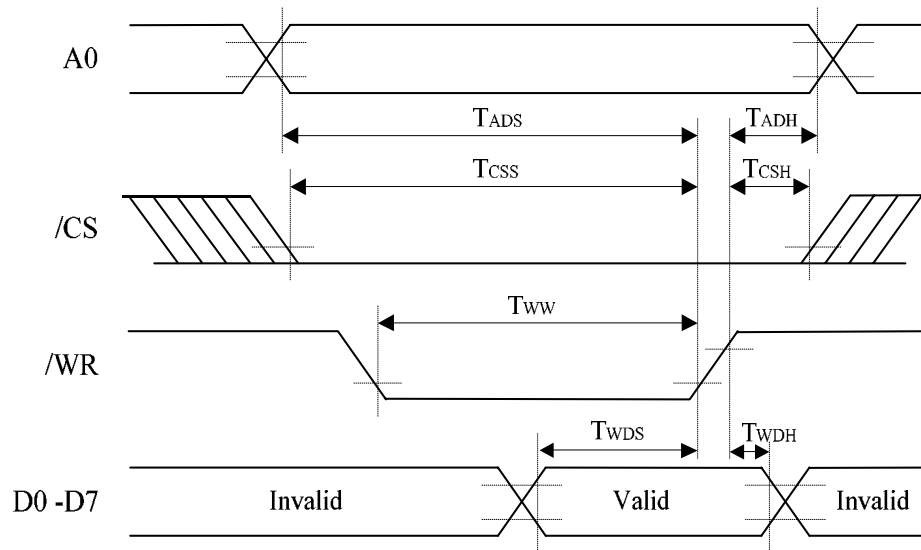 A0
TADS
TADH
TCSS
TCSH
/CS
TWW
/WR
TWDS
TWDH
D0 -D7
Invalid
Valid
Invalid